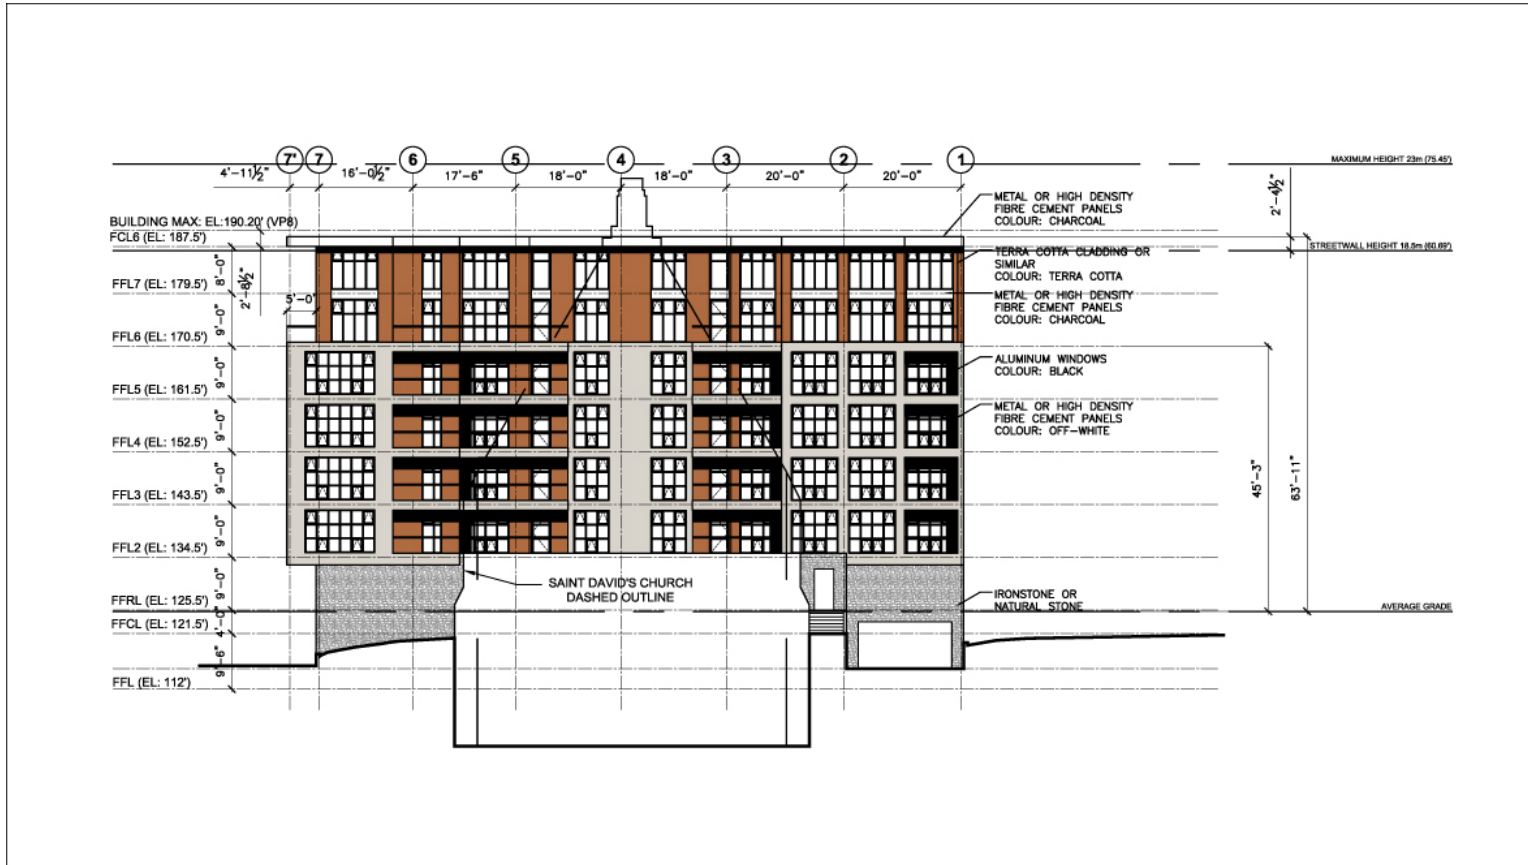 7' 7 6 5 4 3 2 1
MAXIMUM HEIGHT 23m (75.45')
4'-11½" 16'-0½" 17'-6" 18'-0" 18'-0" 20'-0" 20'-0"
2'-4½"
METAL OR HIGH DENSITY
FIBRE CEMENT PANELS
COLOUR: CHARCOAL
BUILDING MAX: EL:190.20' (VP8)
FCL6 (EL: 187.5')
STREETWALL HEIGHT 18.5m (60.69')
TERRA COTTA CLADDING OR
SIMILAR
COLOUR: TERRA COTTA
8'-0"
2'-8½"
FFL7 (EL: 179.5')
5'-0"
METAL OR HIGH DENSITY
FIBRE CEMENT PANELS
COLOUR: CHARCOAL
9'-0"
FFL6 (EL: 170.5')
ALUMINUM WINDOWS
COLOUR: BLACK
9'-0"
FFL5 (EL: 161.5')
METAL OR HIGH DENSITY
FIBRE CEMENT PANELS
COLOUR: OFF-WHITE
9'-0"
FFL4 (EL: 152.5')
9'-0"
45'-3"
63'-11"
FFL3 (EL: 143.5')
9'-0"
FFL2 (EL: 134.5')
SAINT DAVID'S CHURCH
DASHED OUTLINE
9'-0"
FFRL (EL: 125.5')
IRONSTONE OR
NATURAL STONE
AVERAGE GRADE
4'-0"
FFCL (EL: 121.5')
9'-6"
FFL (EL: 112')